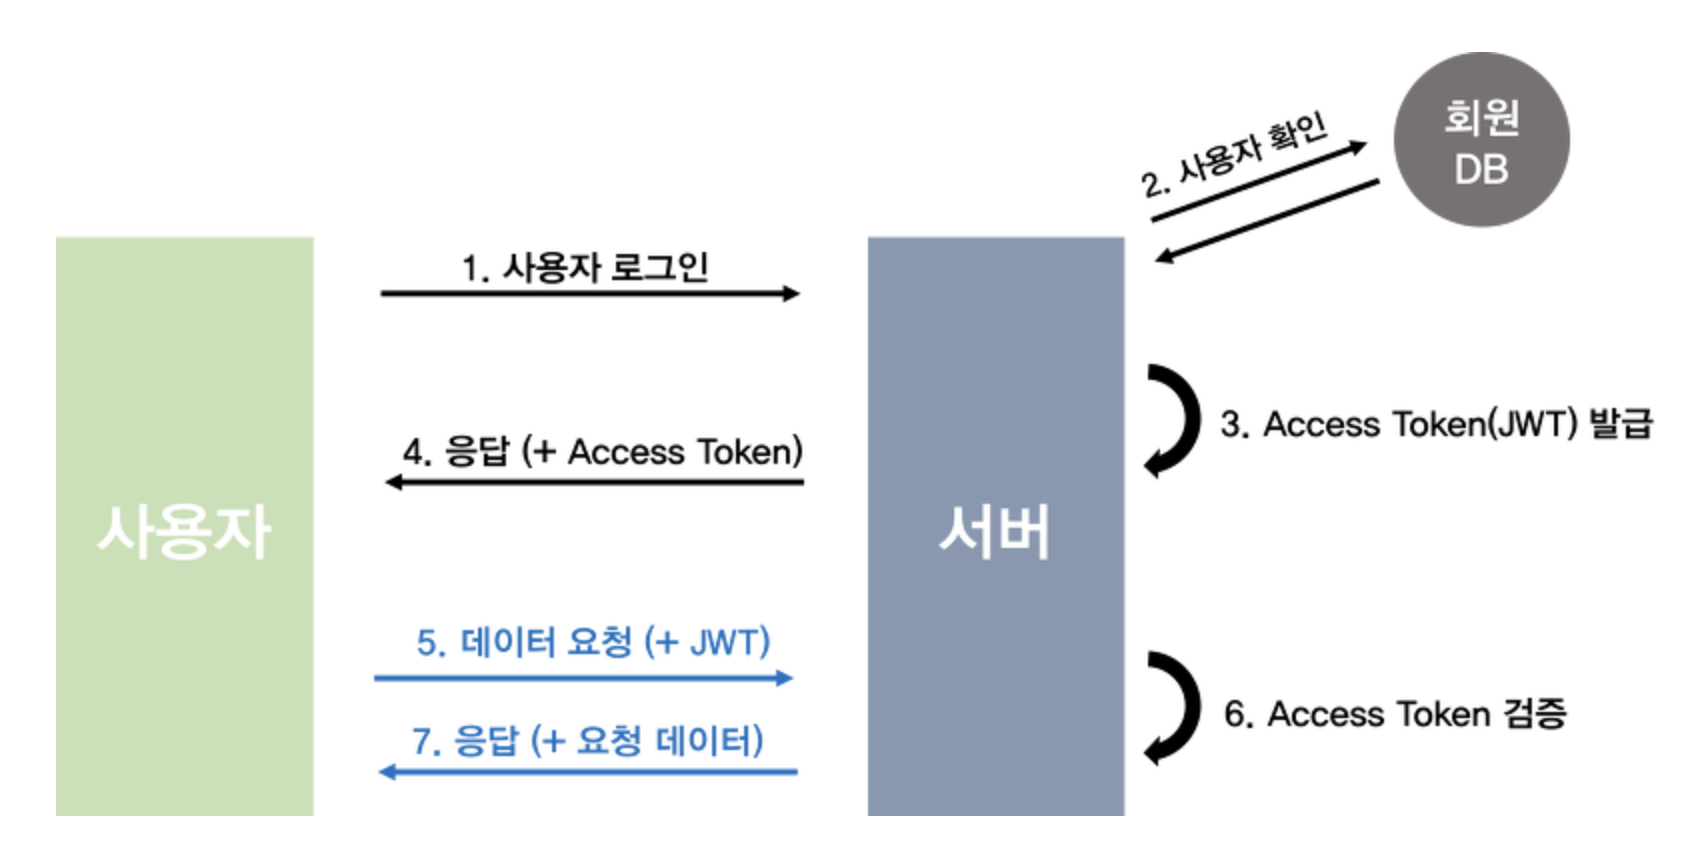 회원
DB
2. 사용자 확인
1. 사용자 로그인
3. Access Token(JWT) 발급
4. 응답 (+ Access Token)
사용자
서버
5. 데이터 요청 (+ JWT)
6. Access Token 검증
7. 응답 (+ 요청 데이터)